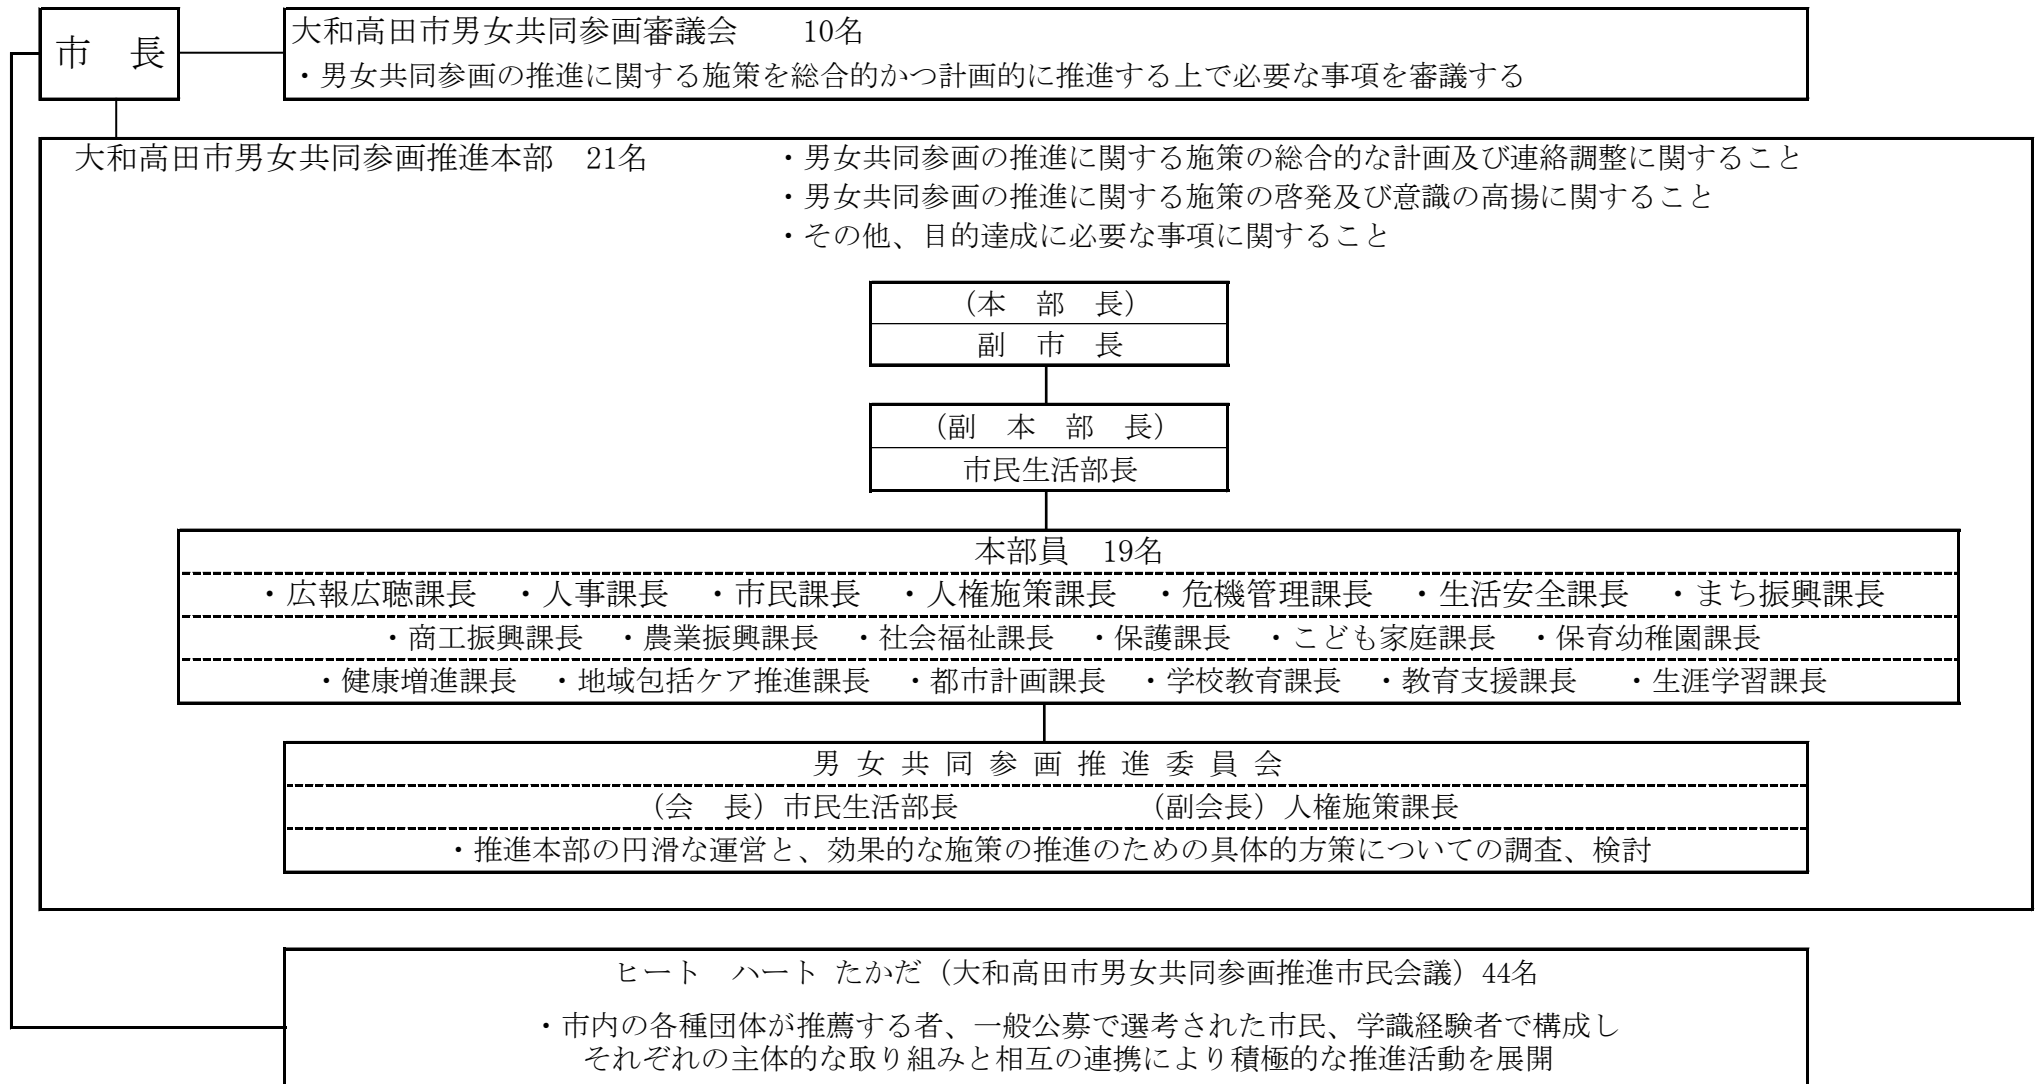 市　長
大和高田市男女共同参画審議会　　10名
・男女共同参画の推進に関する施策を総合的かつ計画的に推進する上で必要な事項を審議する
大和高田市男女共同参画推進本部　21名
・男女共同参画の推進に関する施策の総合的な計画及び連絡調整に関すること
・男女共同参画の推進に関する施策の啓発及び意識の高揚に関すること
・その他、目的達成に必要な事項に関すること
（本　部　長）
副　市　長
（副　本　部　長）
市民生活部長
本部員　19名
・広報広聴課長　・人事課長　・市民課長　・人権施策課長　・危機管理課長　・生活安全課長　・まち振興課長
・商工振興課長　・農業振興課長　・社会福祉課長　・保護課長　・こども家庭課長　・保育幼稚園課長
・健康増進課長　・地域包括ケア推進課長　・都市計画課長　・学校教育課長　・教育支援課長　・生涯学習課長
男 女 共 同 参 画 推 進 委 員 会
（会　長）市民生活部長　　　　　　（副会長）人権施策課長
・推進本部の円滑な運営と、効果的な施策の推進のための具体的方策についての調査、検討
ヒート　ハート たかだ（大和高田市男女共同参画推進市民会議）44名
・市内の各種団体が推薦する者、一般公募で選考された市民、学識経験者で構成し
それぞれの主体的な取り組みと相互の連携により積極的な推進活動を展開